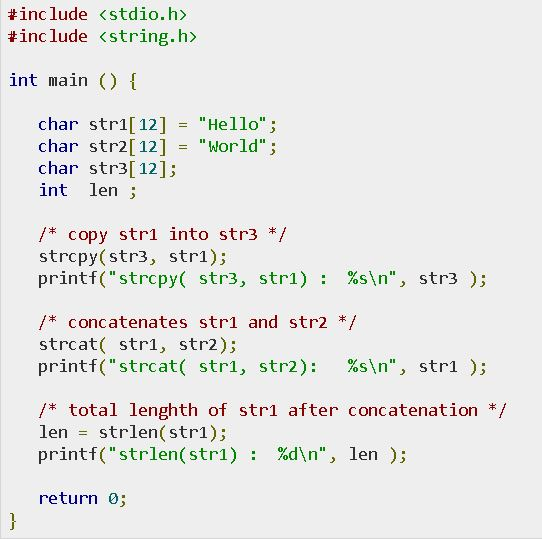 #include <stdio.h>
#include <string.h>
int main () {
char str1[12] = "Hello";
char str2[12] = "World";
char str3[12];
int  len ;
/* copy str1 into str3 */
strcpy(str3, str1);
printf("strcpy( str3, str1) :  %s\n", str3 );
/* concatenates str1 and str2 */
strcat( str1, str2);
printf("strcat( str1, str2):   %s\n", str1 );
/* total lenghth of str1 after concatenation */
len = strlen(str1);
printf("strlen(str1) :  %d\n", len );
return 0;
}